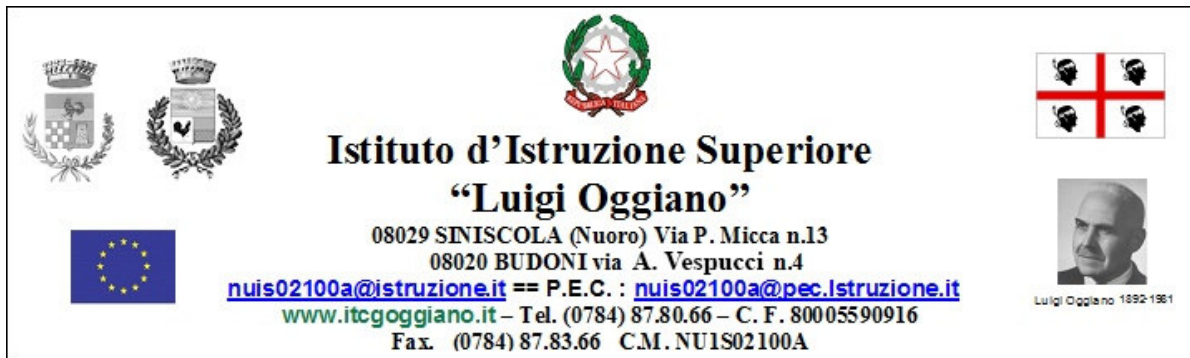 REPVBBLICA ITALIANA
Istituto d’Istruzione Superiore
“Luigi Oggiano”
08029 SINISCOLA (Nuoro) Via P. Micca n.13
08020 BUDONI via A. Vespucci n.4
nuis02100a@istruzione.it == P.E.C. : nuis02100a@pec.Istruzione.it
www.itcgoggiano.it – Tel. (0784) 87.80.66 – C. F. 80005590916
Fax. (0784) 87.83.66 C.M. NU1S02100A
Luigi Oggiano 1892-1981